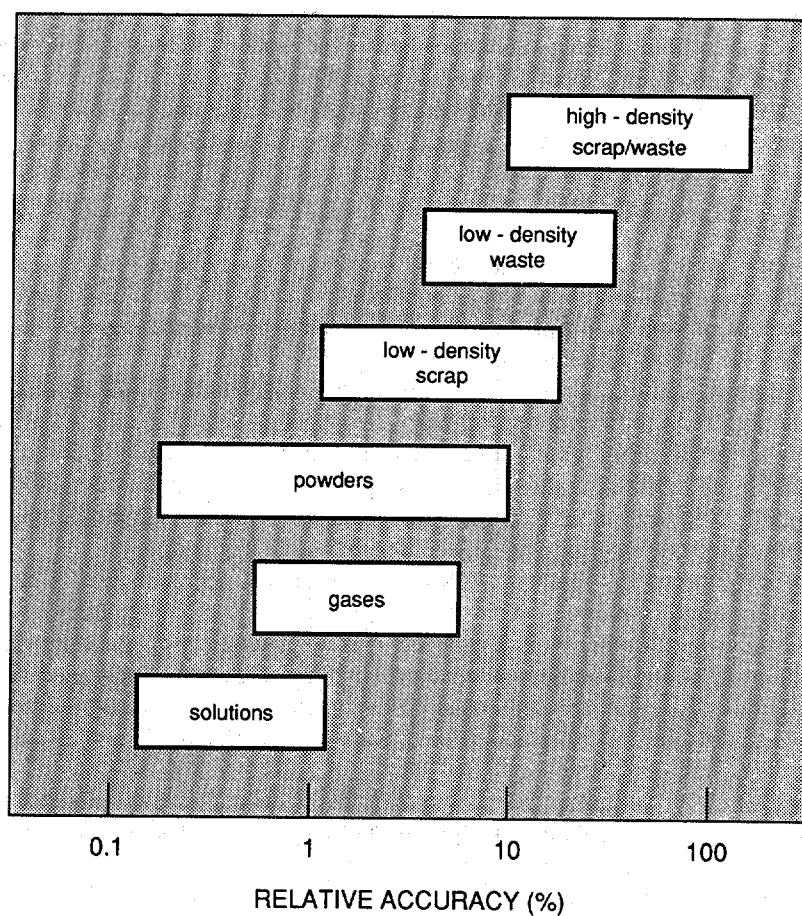 high - density
scrap/waste
low - density
waste
low - density
scrap
powders
gases
solutions
0.1 1 10 100
RELATIVE ACCURACY (%)